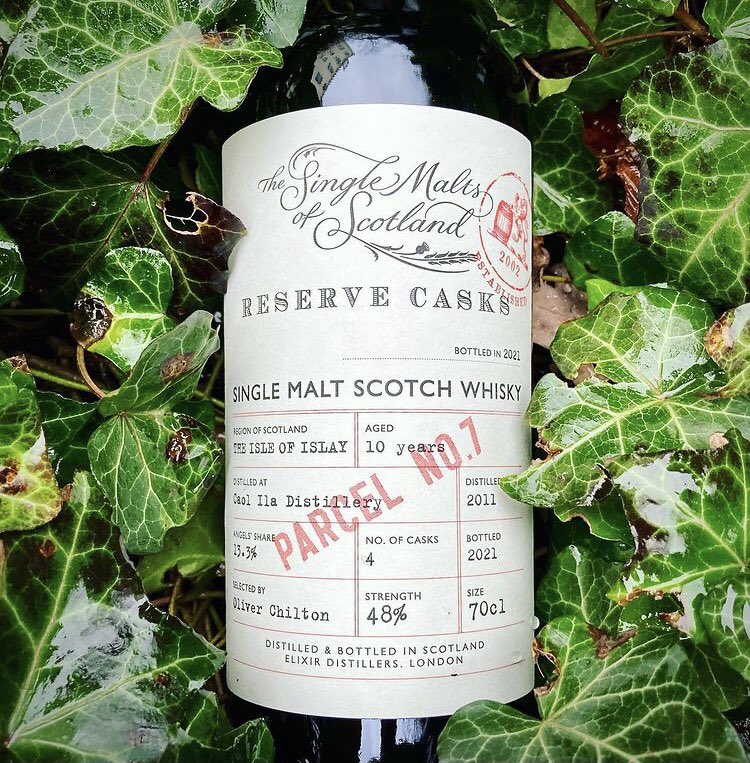 The Single Malts
of Scotland
2002
ESTABLISHED
RESERVE CASKS
BOTTLED IN 2021
SINGLE MALT SCOTCH WHISKY
REGION OF SCOTLAND
THE ISLE OF ISLAY
AGED
10 years
PARCEL NO.7
DISTILLED AT
Caol Ila Distillery
DISTILLED
2011
ANGELS' SHARE
13.3%
NO. OF CASKS
4
BOTTLED
2021
SELECTED BY
Oliver Chilton
STRENGTH
48%
SIZE
70cl
DISTILLED & BOTTLED IN SCOTLAND
ELIXIR DISTILLERS, LONDON